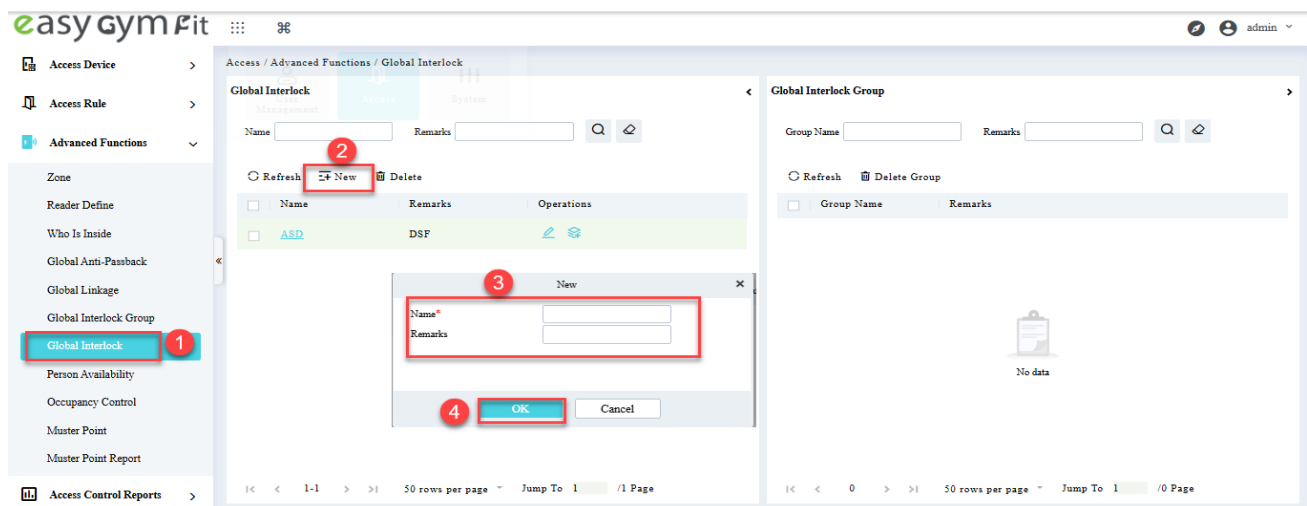 easy Gym Fit
⌘
admin
Access Device
Access Rule
Advanced Functions
Zone
Reader Define
Who Is Inside
Global Anti-Passback
Global Linkage
Global Interlock Group
Global Interlock
1
Person Availability
Occupancy Control
Muster Point
Muster Point Report
Access Control Reports
Access / Advanced Functions / Global Interlock
User Management
Access
System
Global Interlock
Name
Remarks
2
Refresh New Delete
Name Remarks Operations
ASD DSF
3
New
Name*
Remarks
4
OK Cancel
1-1 50 rows per page Jump To 1 /1 Page
Global Interlock Group
Group Name Remarks
Refresh Delete Group
Group Name Remarks
No data
0 50 rows per page Jump To 1 /0 Page